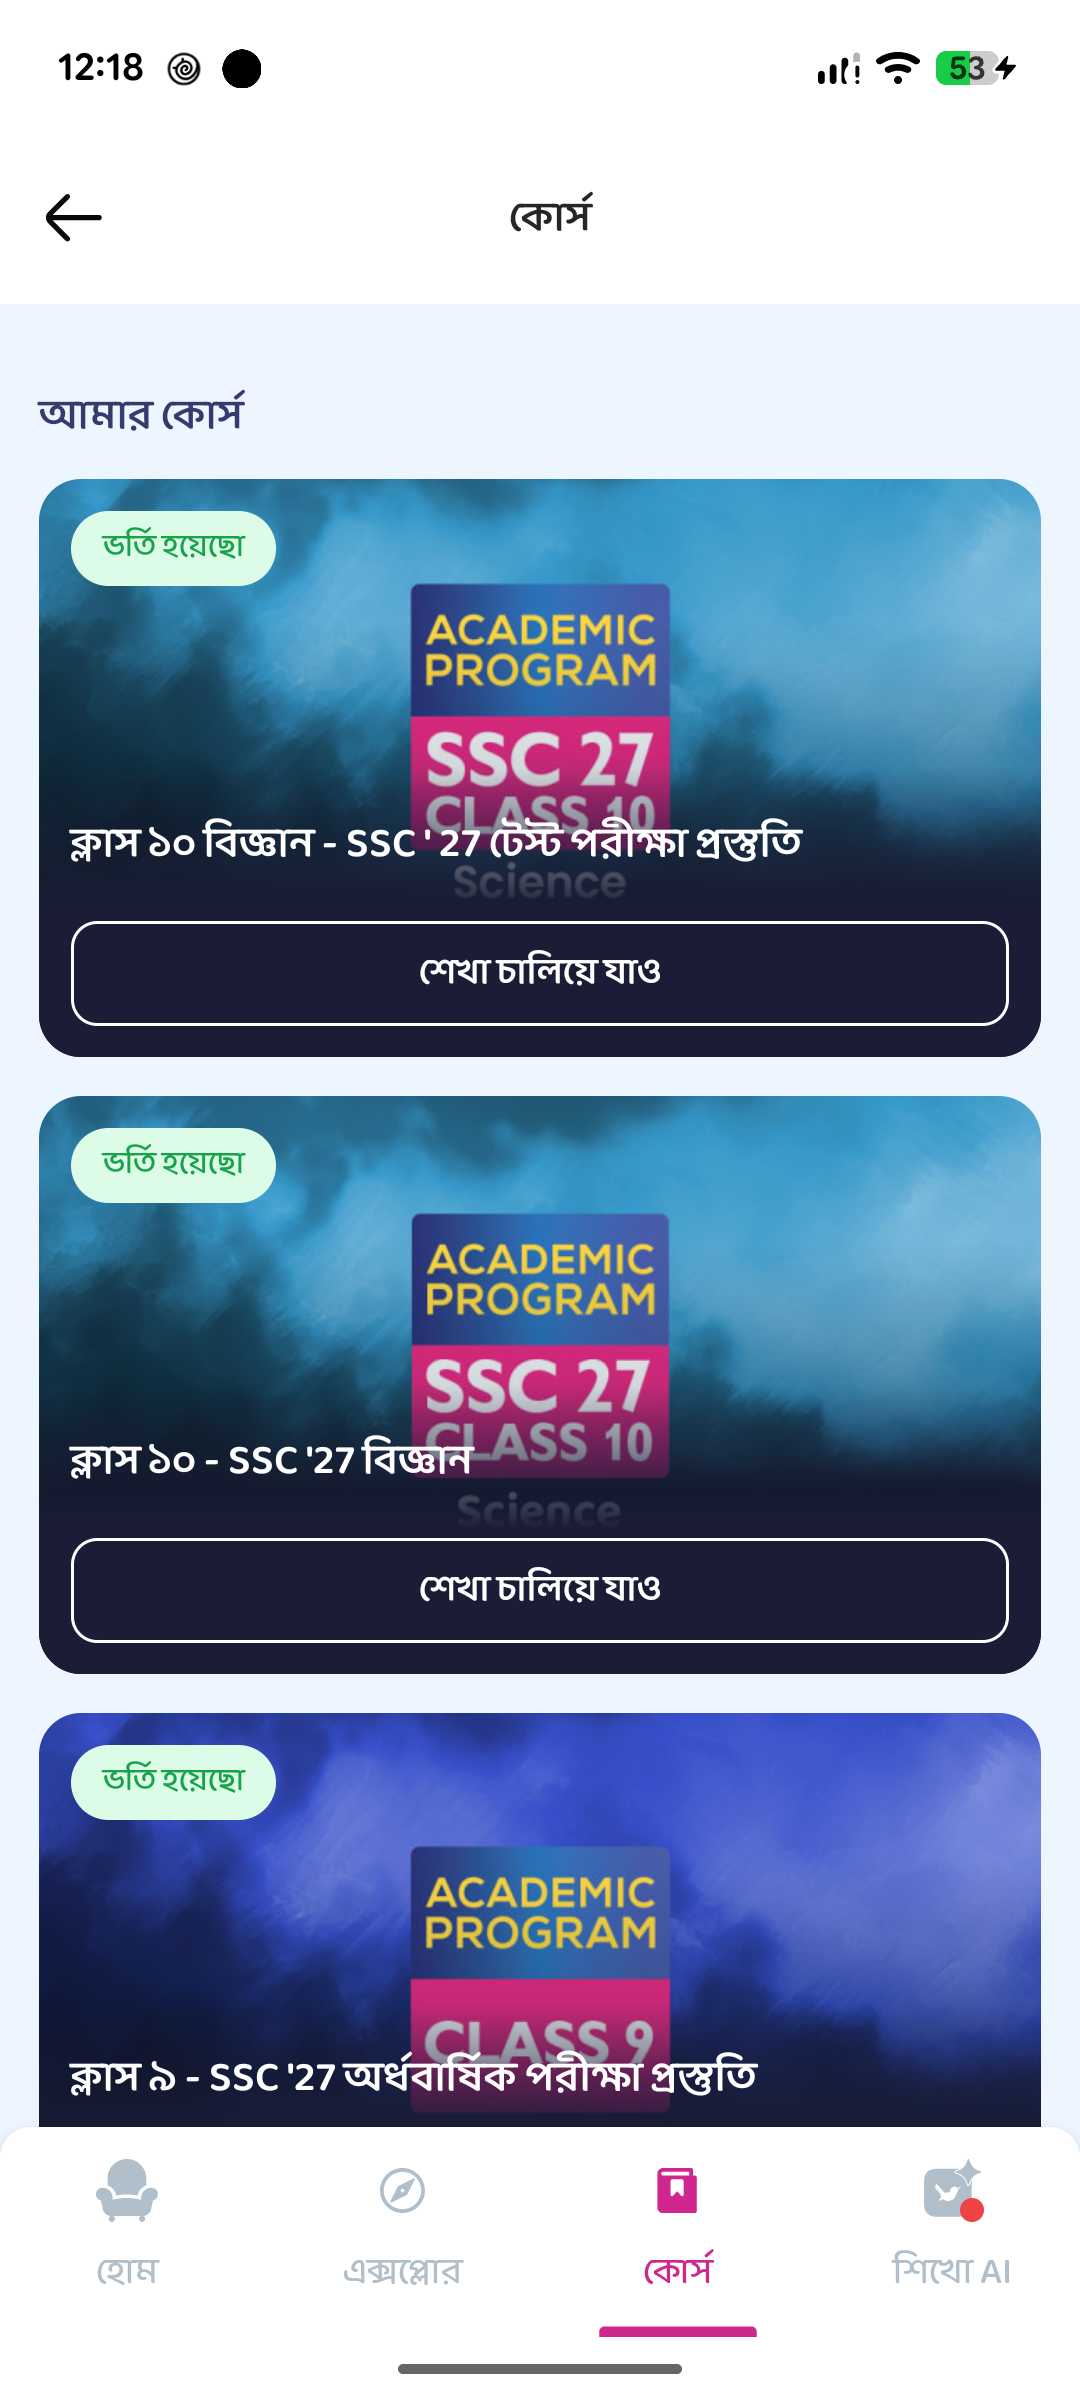 12:18
53
কোর্স
আমার কোর্স
ভর্তি হয়েছো
ACADEMIC
PROGRAM
SSC 27
CLASS 10
ক্লাস ১০ বিজ্ঞান - SSC ' 27 টেস্ট পরীক্ষা প্রস্তুতি
Science
শেখা চালিয়ে যাও
ভর্তি হয়েছো
ACADEMIC
PROGRAM
SSC 27
CLASS 10
ক্লাস ১০ - SSC '27 বিজ্ঞান
Science
শেখা চালিয়ে যাও
ভর্তি হয়েছো
ACADEMIC
PROGRAM
CLASS 9
ক্লাস ৯ - SSC '27 অর্ধবার্ষিক পরীক্ষা প্রস্তুতি
হোম এক্সপ্লোর কোর্স শিখো AI